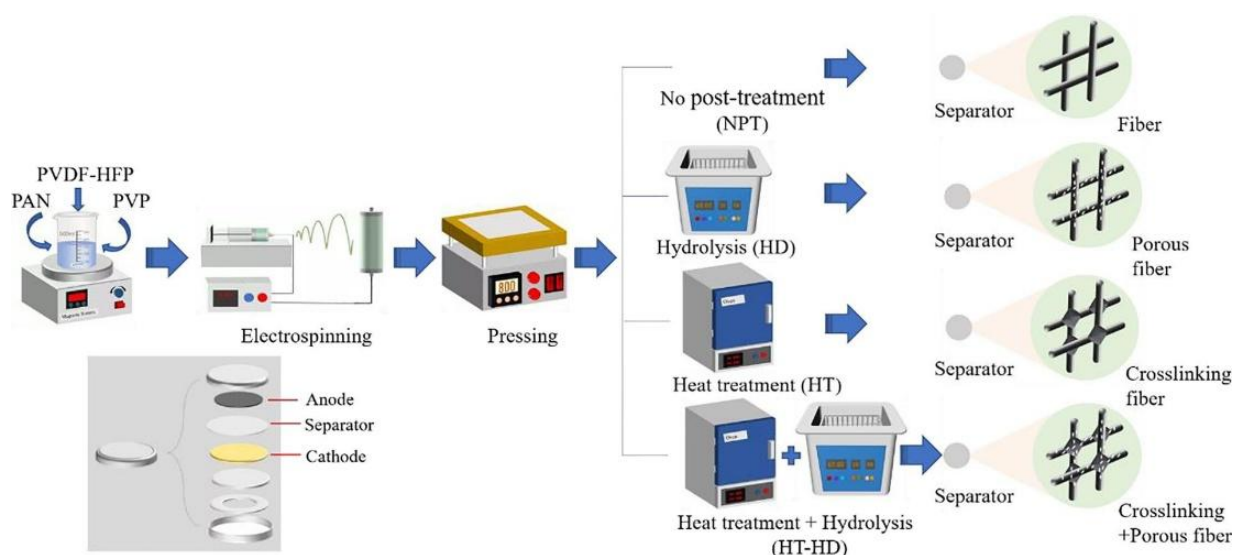 PVDF-HFP
PAN
PVP
Electrospinning
Pressing
800
No post-treatment
(NPT)
Hydrolysis (HD)
Heat treatment (HT)
Heat treatment + Hydrolysis
(HT-HD)
Separator
Fiber
Separator
Porous
fiber
Separator
Crosslinking
fiber
Separator
Crosslinking
+Porous fiber
Anode
Separator
Cathode